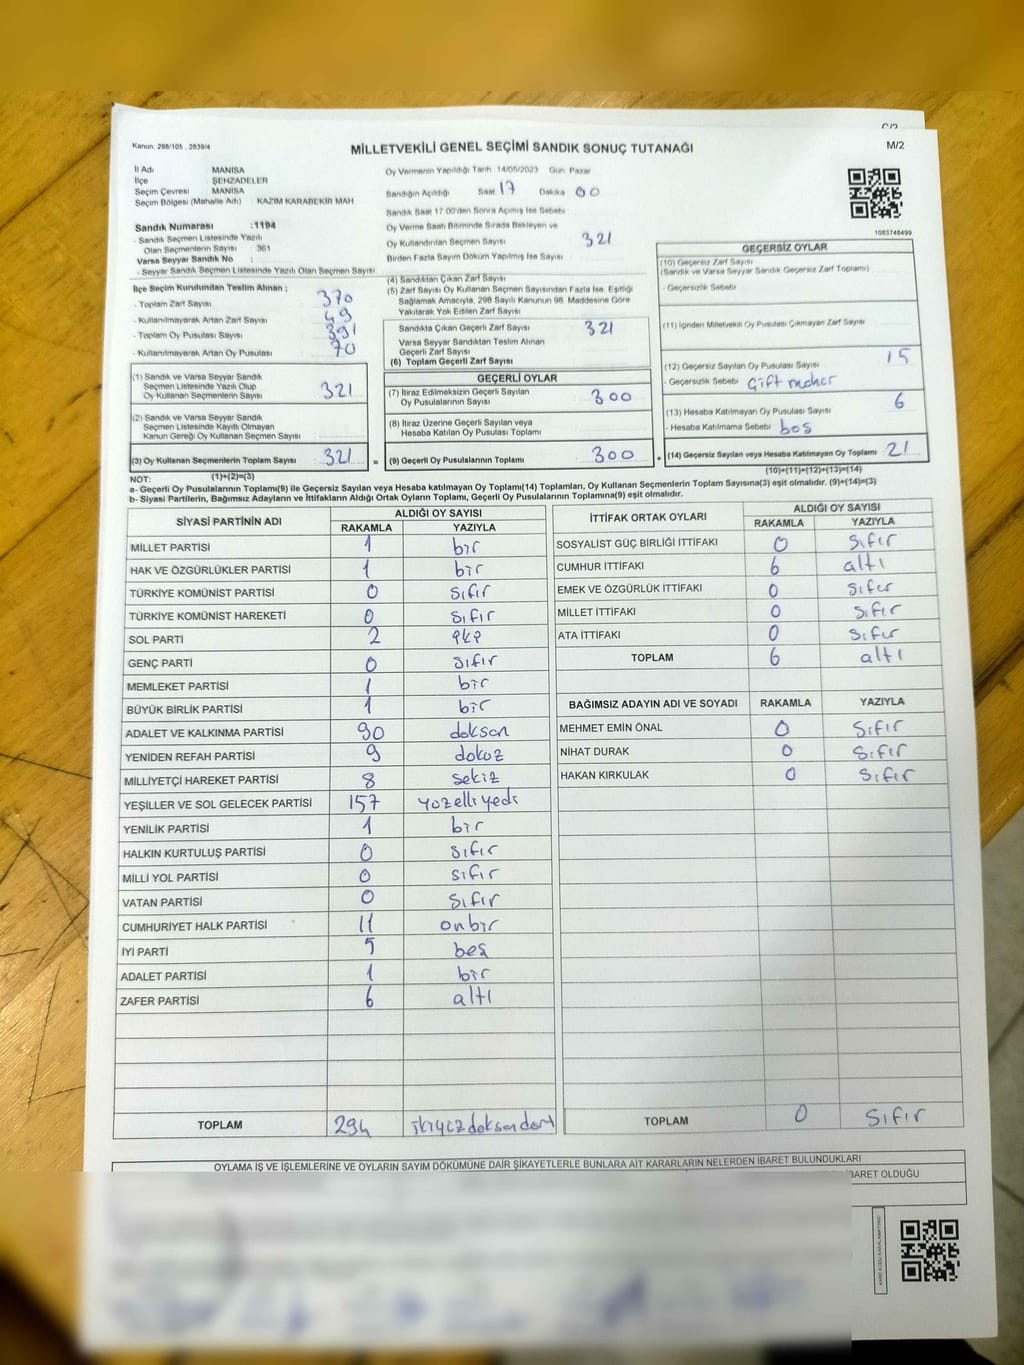 C/2
Kanun: 298/105 , 2839/4
MİLLETVEKİLİ GENEL SEÇİMİ SANDIK SONUÇ TUTANAĞI
M/2
İl Adı MANİSA
İlçe ŞEHZADELER
Seçim Çevresi MANİSA
Seçim Bölgesi (Mahalle Adı) KAZIM KARABEKİR MAH
Oy Vermenin Yapıldığı Tarih 14/05/2023 Gün Pazar
Sandığın Açıldığı Saat 17 Dakika 00
Sandık Saat 17 00'den Sonra Açmış İse Sebebi
Oy Verme Saati Bitiminde Sırada Bekleyen ve
Oy Kullandırılan Seçmen Sayısı 321
Birden Fazla Sayım Döküm Yapılmış İse Sayısı
1083748499
Sandık Numarası :1194
- Sandık Seçmen Listesinde Yazılı
Olan Seçmenlerin Sayısı 361
Varsa Seyyar Sandık No :
- Seyyar Sandık Seçmen Listesinde Yazılı Olan Seçmen Sayısı
İlçe Seçim Kurulundan Teslim Alınan ;
- Toplam Zarf Sayısı 370
- Kullanılmayarak Artan Zarf Sayısı 49
- Toplam Oy Pusulası Sayısı 391
- Kullanılmayarak Artan Oy Pusulası 70
(1) Sandık ve Varsa Seyyar Sandık
Seçmen Listesinde Yazılı Olup
Oy Kullanan Seçmenlerin Sayısı 321
(2) Sandık ve Varsa Seyyar Sandık
Seçmen Listesinde Kayıtlı Olmayan
Kanun Gereği Oy Kullanan Seçmen Sayısı
(3) Oy Kullanan Seçmenlerin Toplam Sayısı 321 =
(1)+(2)=(3)
(4) Sandıktan Çıkan Zarf Sayısı
(5) Zarf Sayısı Oy Kullanan Seçmen Sayısından Fazla İse, Eşitliği
Sağlamak Amacıyla, 298 Sayılı Kanunun 98. Maddesine Göre
Yakılarak Yok Edilen Zarf Sayısı
Sandıkta Çıkan Geçerli Zarf Sayısı 321
Varsa Seyyar Sandıktan Teslim Alınan
Geçerli Zarf Sayısı
(6) Toplam Geçerli Zarf Sayısı
GEÇERLİ OYLAR
(7) İtiraz Edilmeksizin Geçerli Sayılan
Oy Pusulalarının Sayısı 300
(8) İtiraz Üzerine Geçerli Sayılan veya
Hesaba Katılan Oy Pusulası Toplamı
(9) Geçerli Oy Pusulalarının Toplamı 300 +
GEÇERSİZ OYLAR
(10) Geçersiz Zarf Sayısı
(Sandık ve Varsa Seyyar Sandık Geçersiz Zarf Toplamı)
- Geçersizlik Sebebi
(11) İçinden Milletvekili Oy Pusulası Çıkmayan Zarf Sayısı
(12) Geçersiz Sayılan Oy Pusulası Sayısı 15
- Geçersizlik Sebebi Çift mühür
(13) Hesaba Katılmayan Oy Pusulası Sayısı 6
- Hesaba Katılmama Sebebi boş
(14) Geçersiz Sayılan veya Hesaba Katılmayan Oy Toplamı 21
(10)+(11)+(12)+(13)=(14)
NOT:
a- Geçerli Oy Pusulalarının Toplamı(9) ile Geçersiz Sayılan veya Hesaba katılmayan Oy Toplamı(14) Toplamları, Oy Kullanan Seçmenlerin Toplam Sayısına(3) eşit olmalıdır. (9)+(14)=(3)
b- Siyasi Partilerin, Bağımsız Adayların ve İttifakların Aldığı Ortak Oyların Toplamı, Geçerli Oy Pusulalarının Toplamına(9) eşit olmalıdır.
SİYASİ PARTİNİN ADI ALDIĞI OY SAYISI
RAKAMLA YAZIYLA
MİLLET PARTİSİ 1 bir
HAK VE ÖZGÜRLÜKLER PARTİSİ 1 bir
TÜRKİYE KOMÜNİST PARTİSİ 0 sıfır
TÜRKİYE KOMÜNİST HAREKETİ 0 sıfır
SOL PARTİ 2 iki
GENÇ PARTİ 0 sıfır
MEMLEKET PARTİSİ 1 bir
BÜYÜK BİRLİK PARTİSİ 1 bir
ADALET VE KALKINMA PARTİSİ 90 doksan
YENİDEN REFAH PARTİSİ 9 dokuz
MİLLİYETÇİ HAREKET PARTİSİ 8 sekiz
YEŞİLLER VE SOL GELECEK PARTİSİ 157 yüzelliyedi
YENİLİK PARTİSİ 1 bir
HALKIN KURTULUŞ PARTİSİ 0 sıfır
MİLLİ YOL PARTİSİ 0 sıfır
VATAN PARTİSİ 0 sıfır
CUMHURİYET HALK PARTİSİ 11 onbir
İYİ PARTİ 5 beş
ADALET PARTİSİ 1 bir
ZAFER PARTİSİ 6 altı
TOPLAM 294 ikiyüzdoksandört
İTTİFAK ORTAK OYLARI ALDIĞI OY SAYISI
RAKAMLA YAZIYLA
SOSYALİST GÜÇ BİRLİĞİ İTTİFAKI 0 sıfır
CUMHUR İTTİFAKI 6 altı
EMEK VE ÖZGÜRLÜK İTTİFAKI 0 sıfır
MİLLET İTTİFAKI 0 sıfır
ATA İTTİFAKI 0 sıfır
TOPLAM 6 altı
BAĞIMSIZ ADAYIN ADI VE SOYADI RAKAMLA YAZIYLA
MEHMET EMİN ÖNAL 0 sıfır
NİHAT DURAK 0 sıfır
HAKAN KIRKULAK 0 sıfır
TOPLAM 0 sıfır
OYLAMA İŞ VE İŞLEMLERİNE VE OYLARIN SAYIM DÖKÜMÜNE DAİR ŞİKAYETLERLE BUNLARA AİT KARARLARIN NELERDEN İBARET BULUNDUKLARI
İBARET OLDUĞU